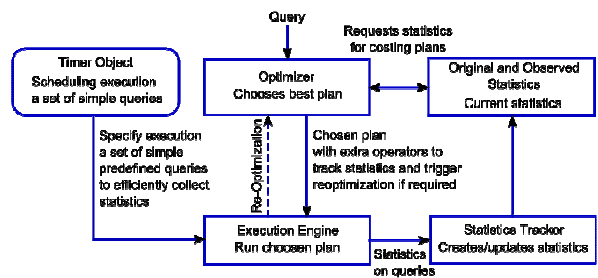 Query
Requests statistics
for costing plans
Timer Object
Scheduling execution
a set of simple queries
Optimizer
Chooses best plan
Original and Observed
Statistics
Current statistics
Specify execution
a set of simple
predefined queries
to efficiently collect
statistics
Re-Optimization
Chosen plan
with extra operators to
track statistics and trigger
reoptimization if required
Execution Engine
Run choosen plan
Statistics
on queries
Statistics Tracker
Creates/updates statistics